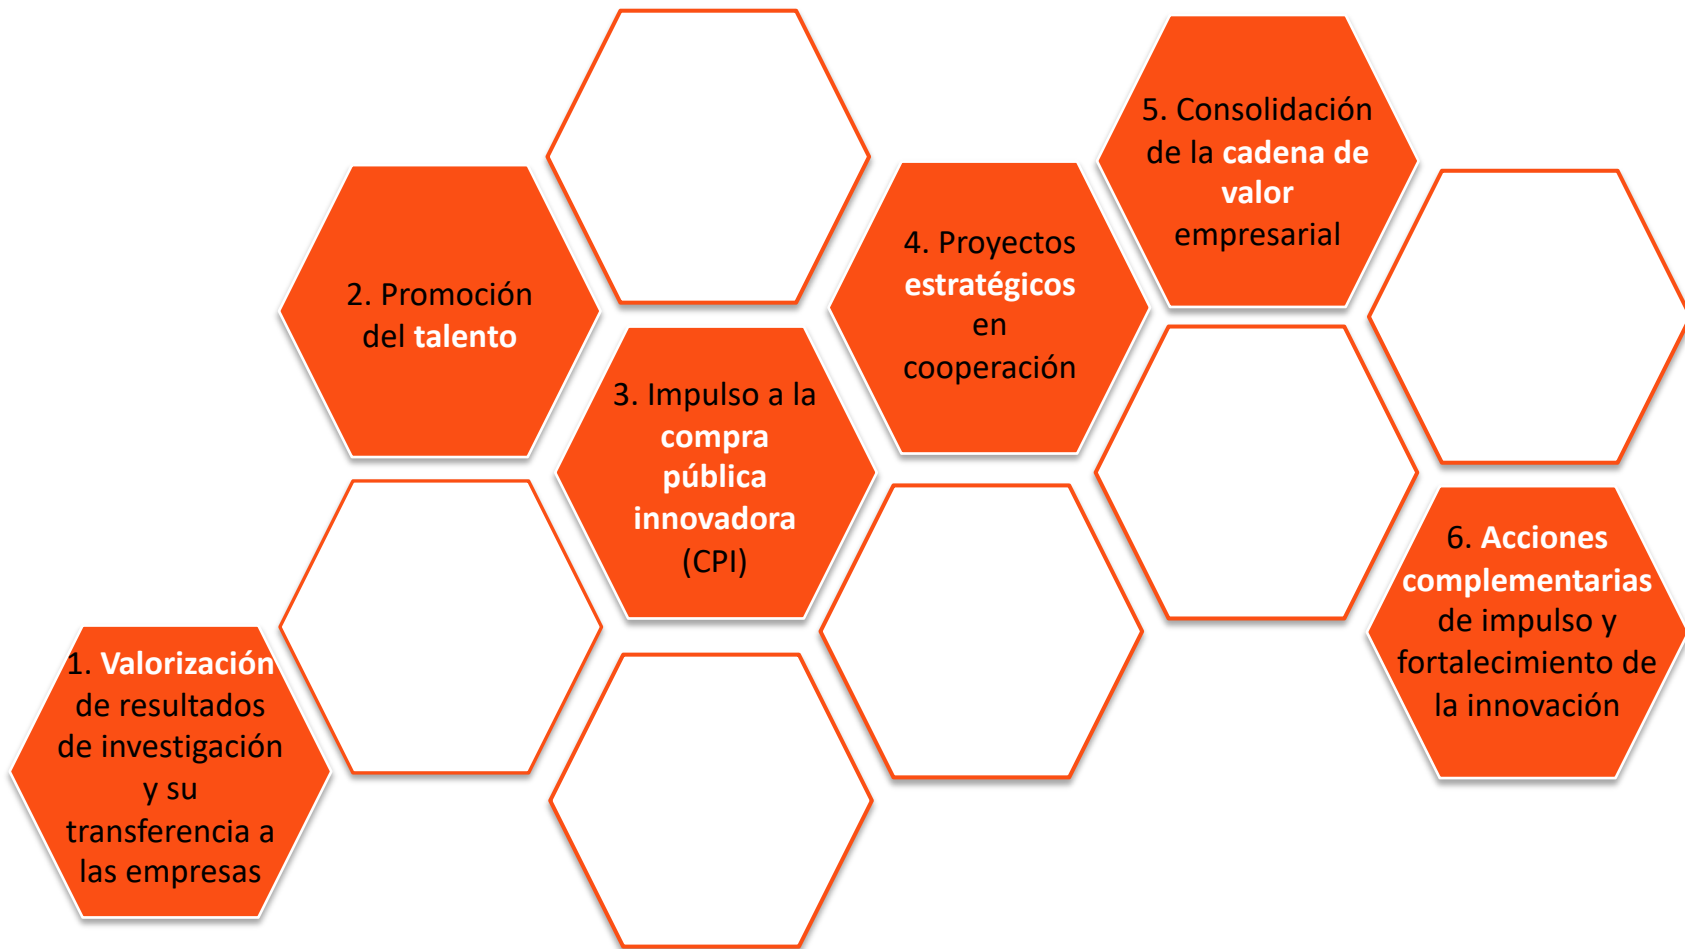 1. Valorización
de resultados
de investigación
y su
transferencia a
las empresas
2. Promoción
del talento
3. Impulso a la
compra
pública
innovadora
(CPI)
4. Proyectos
estratégicos
en
cooperación
5. Consolidación
de la cadena de
valor
empresarial
6. Acciones
complementarias
de impulso y
fortalecimiento de
la innovación